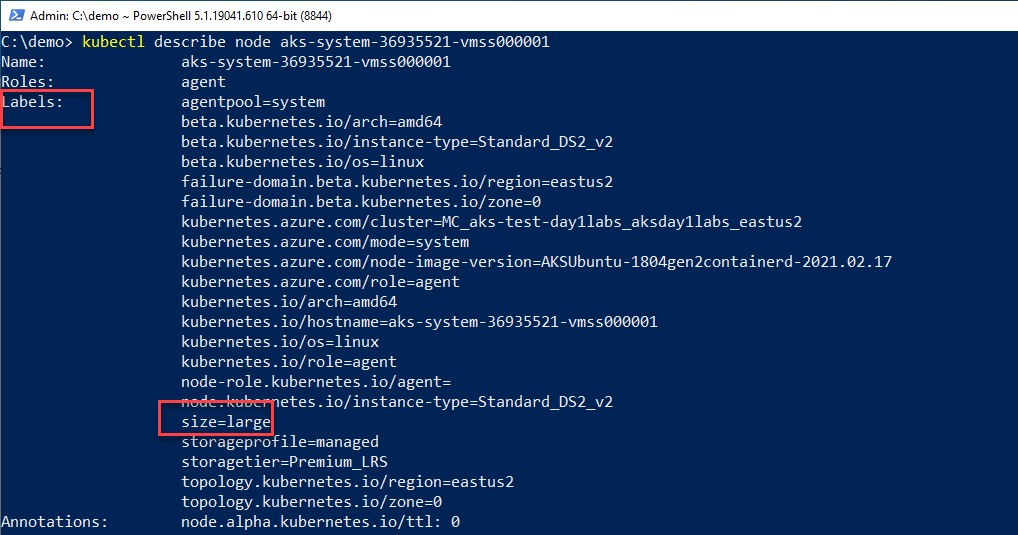 Admin: C:\demo ~ PowerShell 5.1.19041.610 64-bit (8844)
C:\demo> kubectl describe node aks-system-36935521-vmss000001
Name: aks-system-36935521-vmss000001
Roles: agent
Labels: agentpool=system
beta.kubernetes.io/arch=amd64
beta.kubernetes.io/instance-type=Standard_DS2_v2
beta.kubernetes.io/os=linux
failure-domain.beta.kubernetes.io/region=eastus2
failure-domain.beta.kubernetes.io/zone=0
kubernetes.azure.com/cluster=MC_aks-test-day1labs_aksday1labs_eastus2
kubernetes.azure.com/mode=system
kubernetes.azure.com/node-image-version=AKSUbuntu-1804gen2containerd-2021.02.17
kubernetes.azure.com/role=agent
kubernetes.io/arch=amd64
kubernetes.io/hostname=aks-system-36935521-vmss000001
kubernetes.io/os=linux
kubernetes.io/role=agent
node-role.kubernetes.io/agent=
node.kubernetes.io/instance-type=Standard_DS2_v2
size=large
storageprofile=managed
storagetier=Premium_LRS
topology.kubernetes.io/region=eastus2
topology.kubernetes.io/zone=0
Annotations: node.alpha.kubernetes.io/ttl: 0